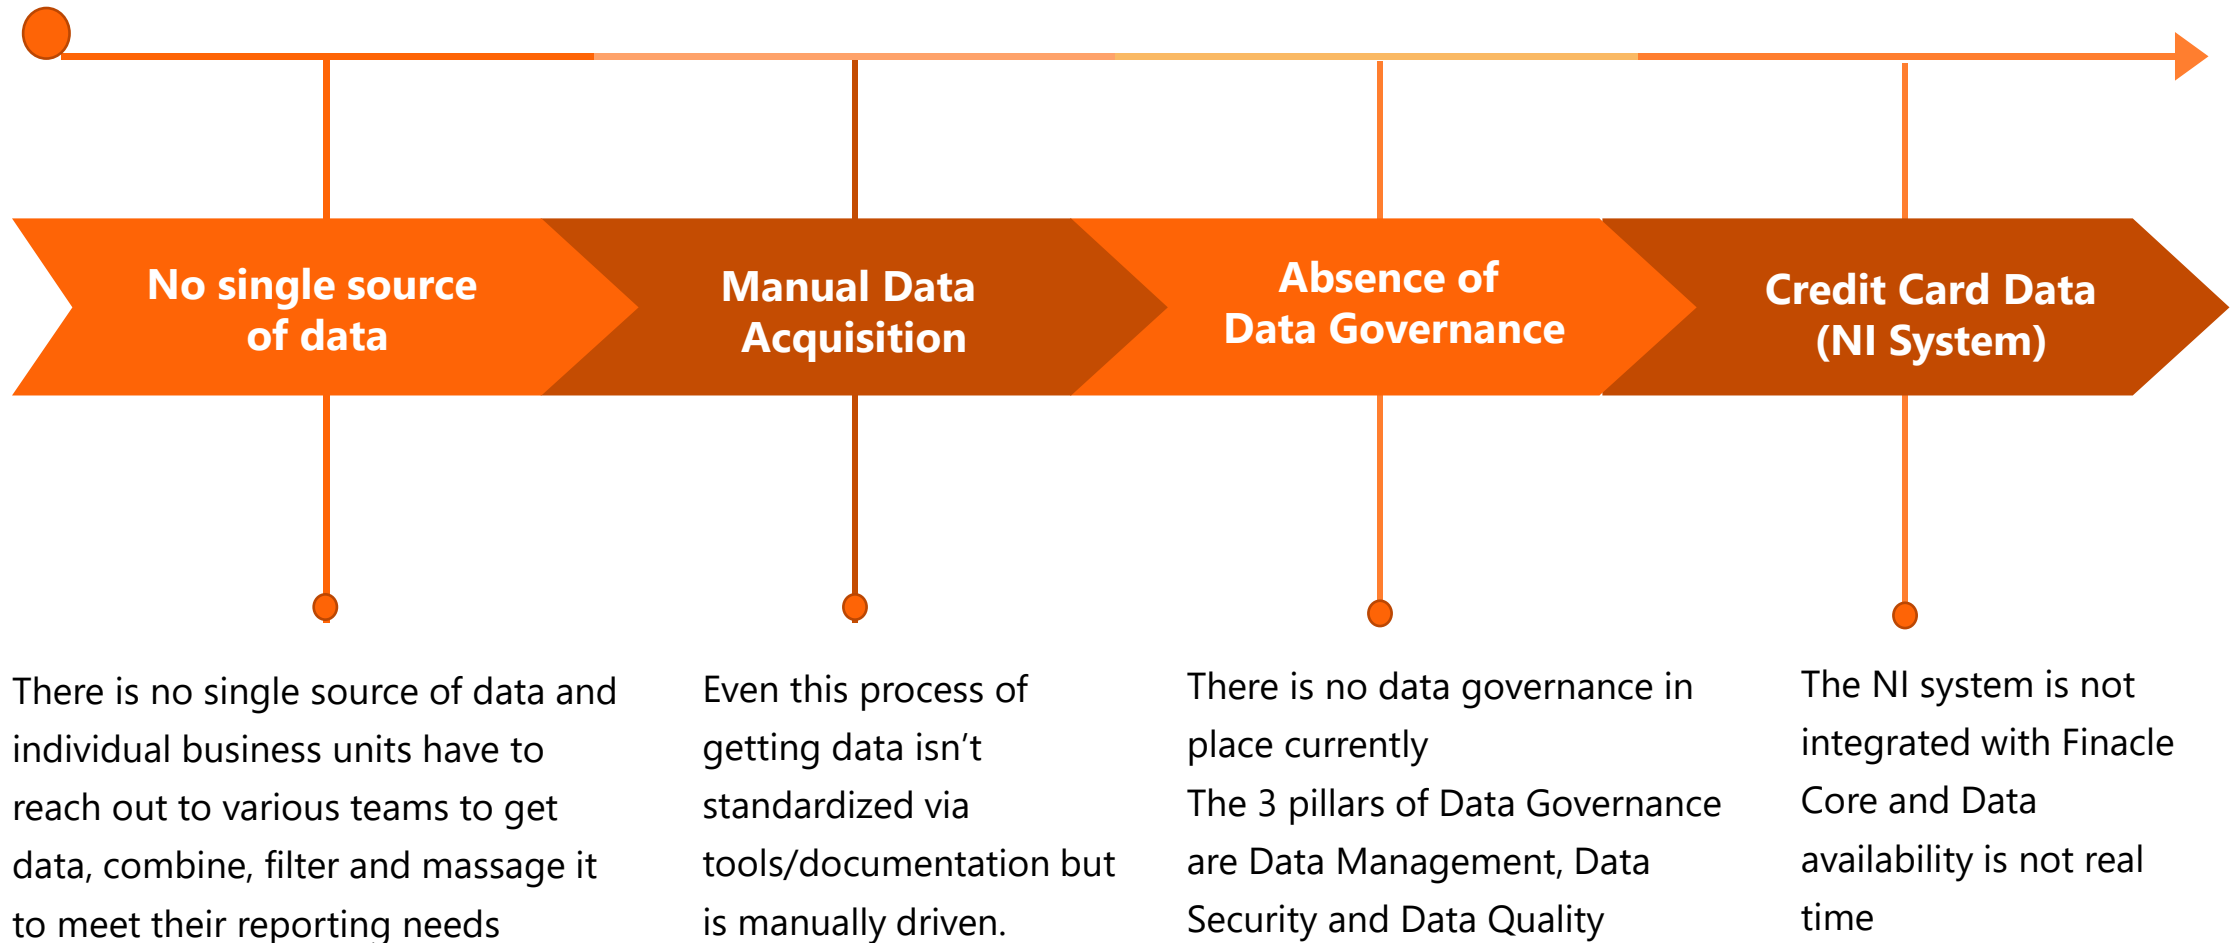 No single source
of data
Manual Data
Acquisition
Absence of
Data Governance
Credit Card Data
(NI System)
There is no single source of data and
individual business units have to
reach out to various teams to get
data, combine, filter and massage it
to meet their reporting needs
Even this process of
getting data isn’t
standardized via
tools/documentation but
is manually driven.
There is no data governance in
place currently
The 3 pillars of Data Governance
are Data Management, Data
Security and Data Quality
The NI system is not
integrated with Finacle
Core and Data
availability is not real
time